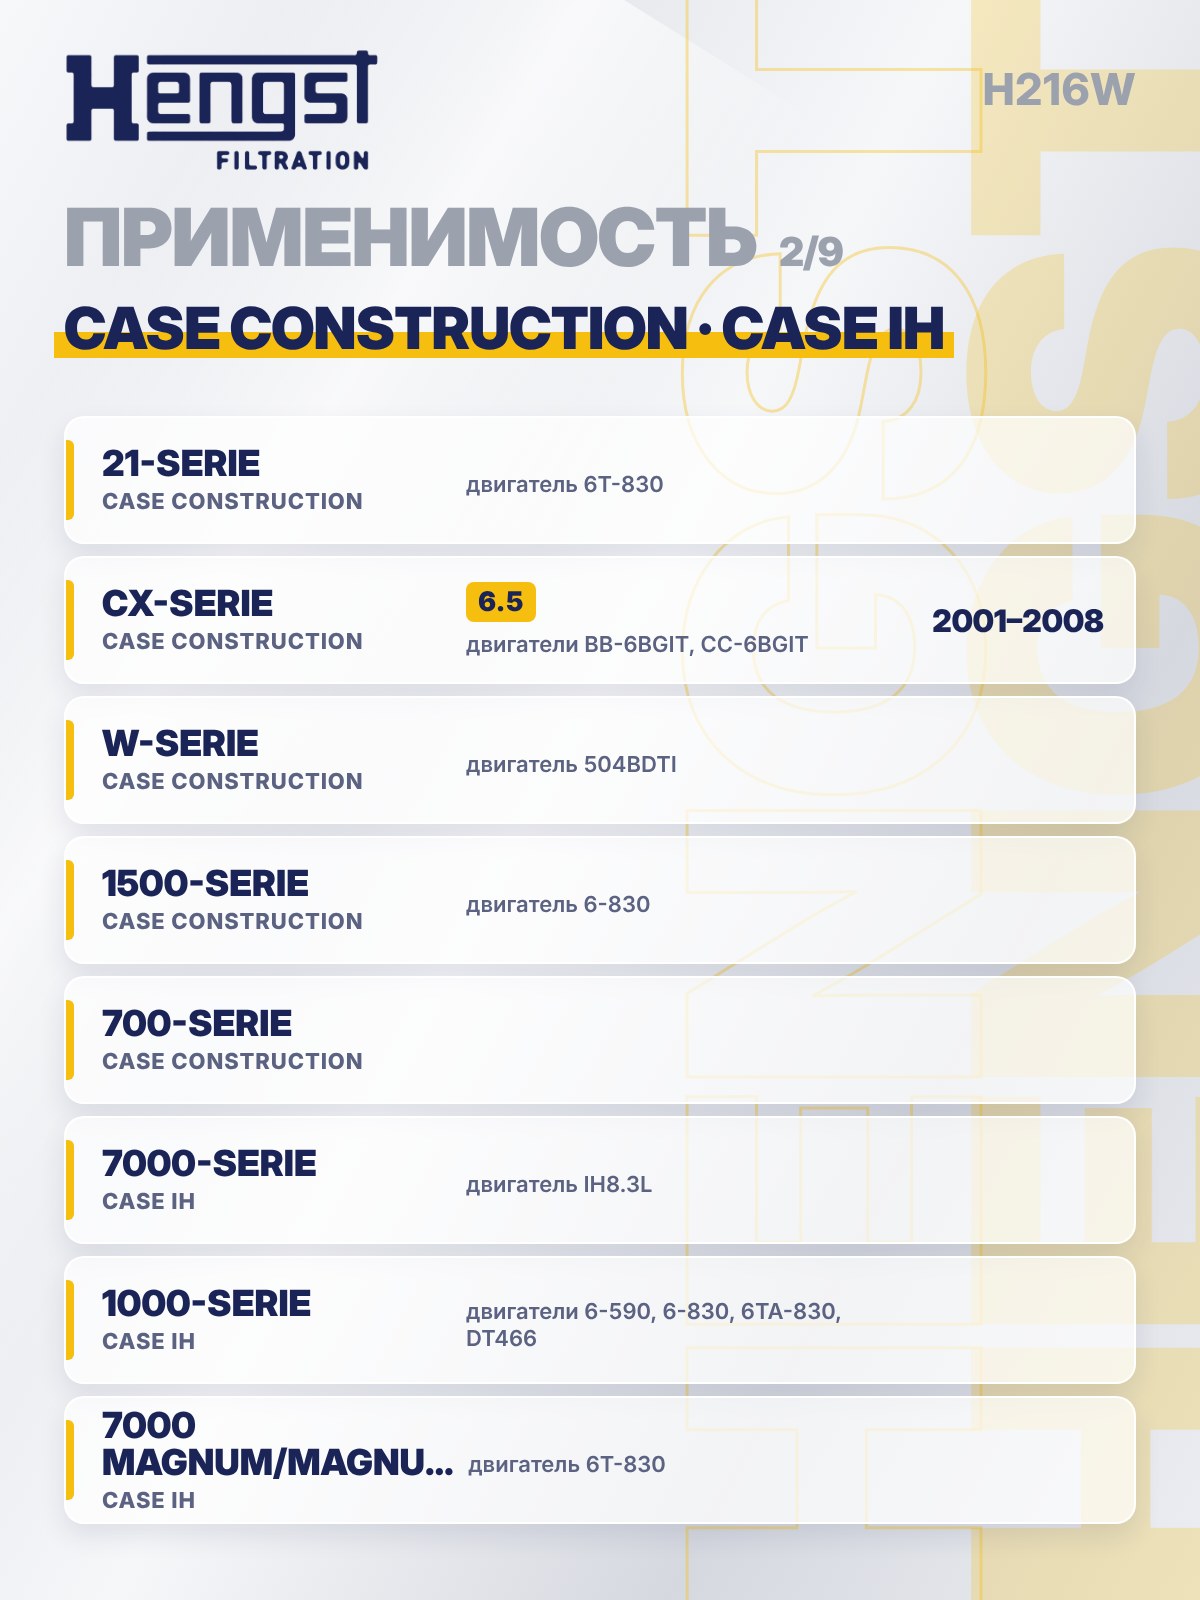 Hengst
FILTRATION
H216W
ПРИМЕНИМОСТЬ 2/9
CASE CONSTRUCTION · CASE IH
21-SERIE
CASE CONSTRUCTION
двигатель 6T-830
CX-SERIE
CASE CONSTRUCTION
6.5
двигатели BB-6BGIT, CC-6BGIT
2001–2008
W-SERIE
CASE CONSTRUCTION
двигатель 504BDTI
1500-SERIE
CASE CONSTRUCTION
двигатель 6-830
700-SERIE
CASE CONSTRUCTION
7000-SERIE
CASE IH
двигатель IH8.3L
1000-SERIE
CASE IH
двигатели 6-590, 6-830, 6TA-830,
DT466
7000
MAGNUM/MAGNU...
CASE IH
двигатель 6T-830
HENGST
HENGST